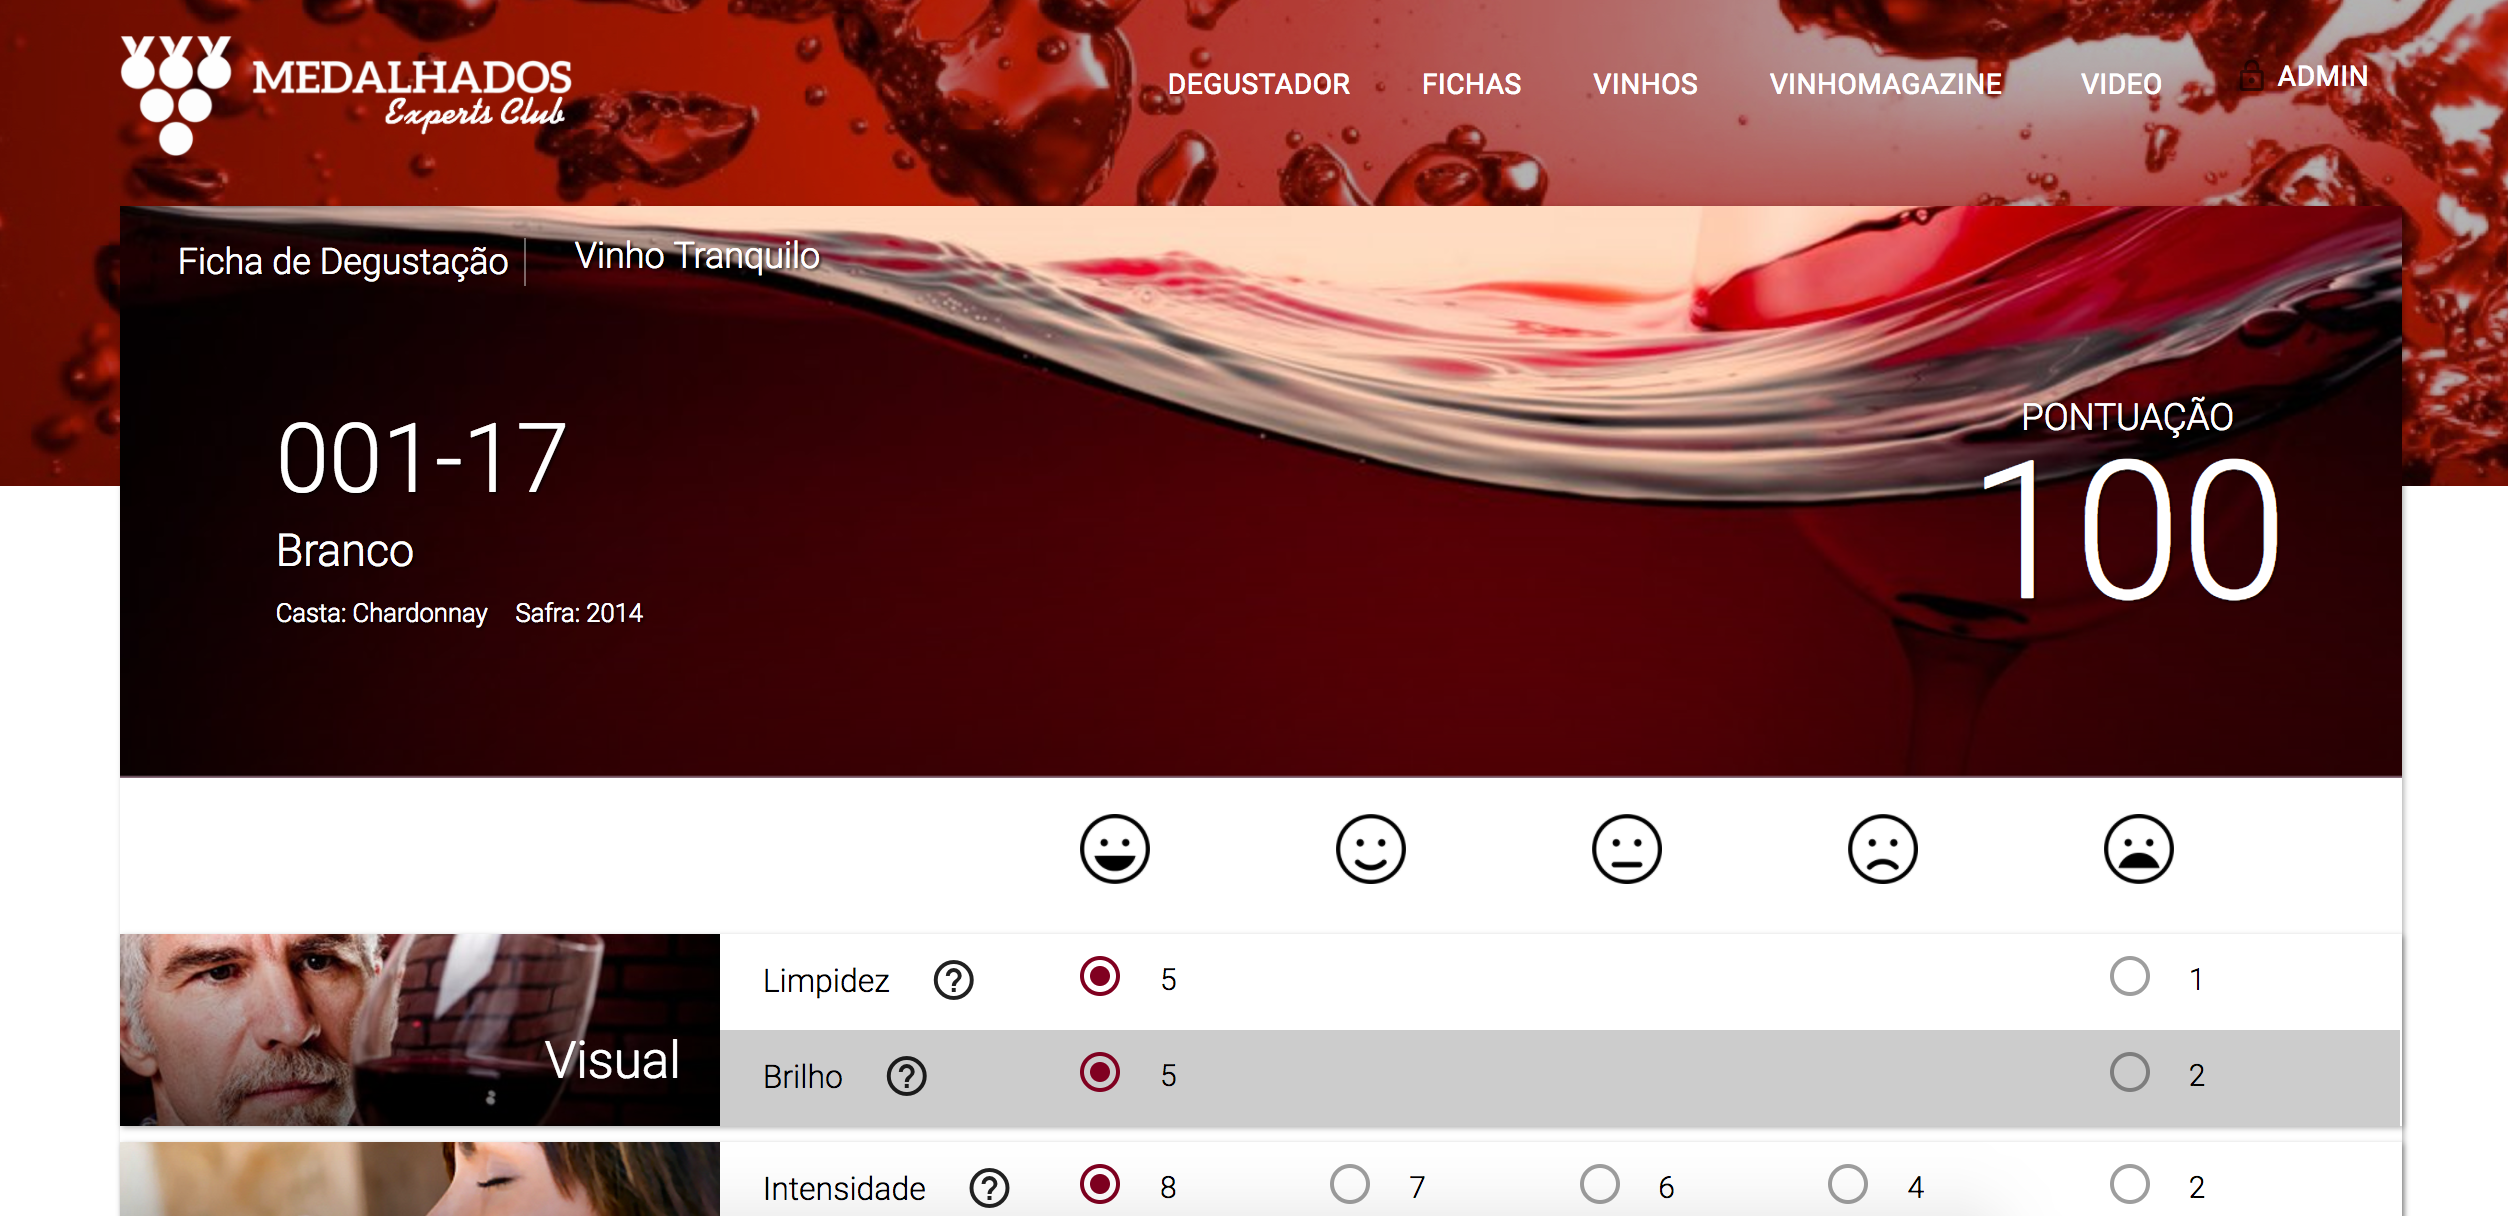 MEDALHADOS
Experts Club
DEGUSTADOR FICHAS VINHOS VINHOMAGAZINE VIDEO ADMIN
Ficha de Degustação Vinho Tranquilo
001-17
Branco
Casta: Chardonnay Safra: 2014
PONTUAÇÃO
100
Visual
Limpidez ? 5 1
Brilho ? 5 2
Intensidade ? 8 7 6 4 2